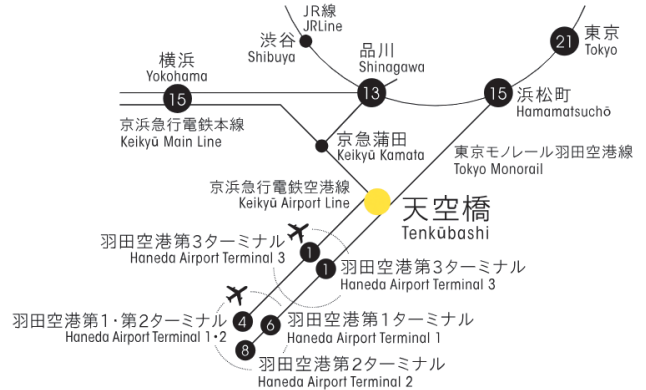 JR線
JRLine
渋谷
Shibuya
品川
Shinagawa
21
東京
Tokyo
横浜
Yokohama
15
13
15
浜松町
Hamamatsuchō
京浜急行電鉄本線
Keikyū Main Line
京急蒲田
Keikyū Kamata
東京モノレール羽田空港線
Tokyo Monorail
京浜急行電鉄空港線
Keikyū Airport Line
天空橋
Tenkūbashi
羽田空港第3ターミナル
Haneda Airport Terminal 3
1
1
羽田空港第3ターミナル
Haneda Airport Terminal 3
羽田空港第1・第2ターミナル
Haneda Airport Terminal 1・2
4
6
羽田空港第1ターミナル
Haneda Airport Terminal 1
8
羽田空港第2ターミナル
Haneda Airport Terminal 2